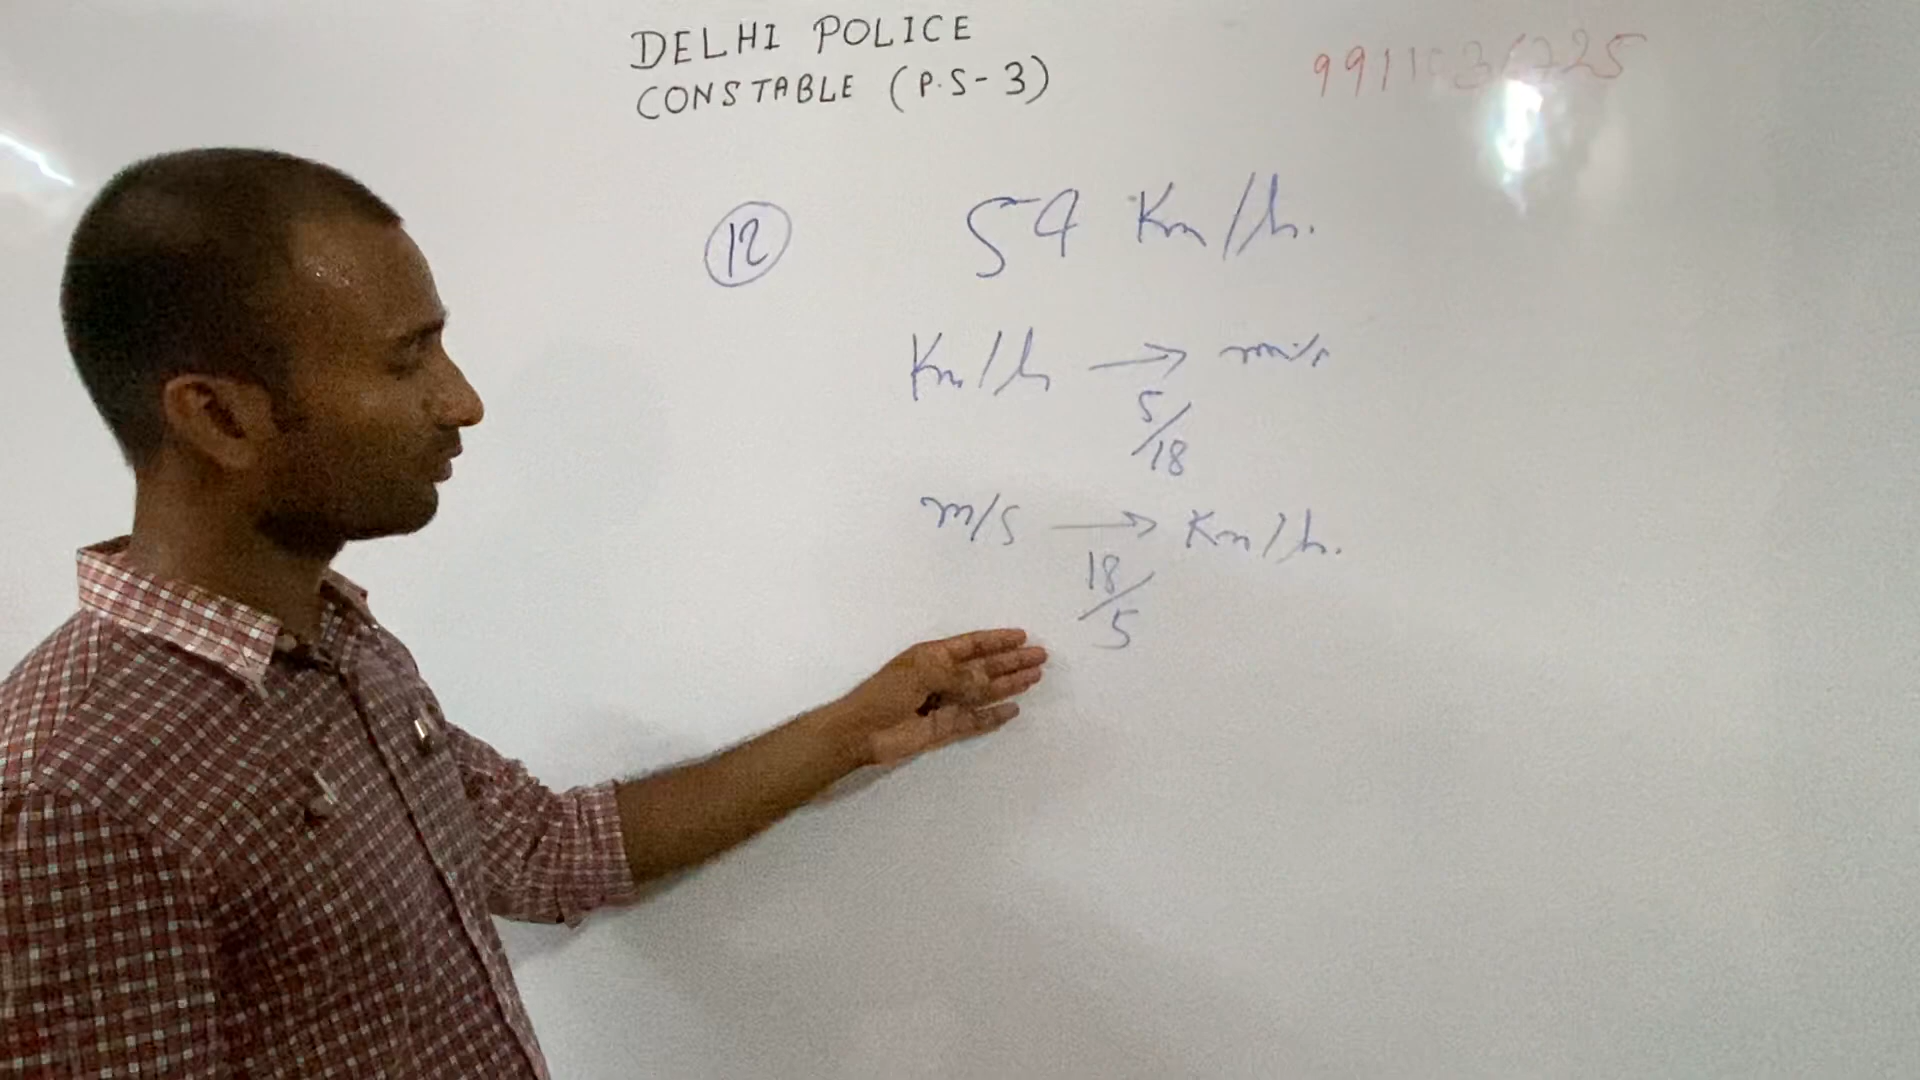 DELHI POLICE
CONSTABLE (P.S-3)
12
54 Km/h.
Km/h → m/s
5/18
m/s → Km/h.
18/5